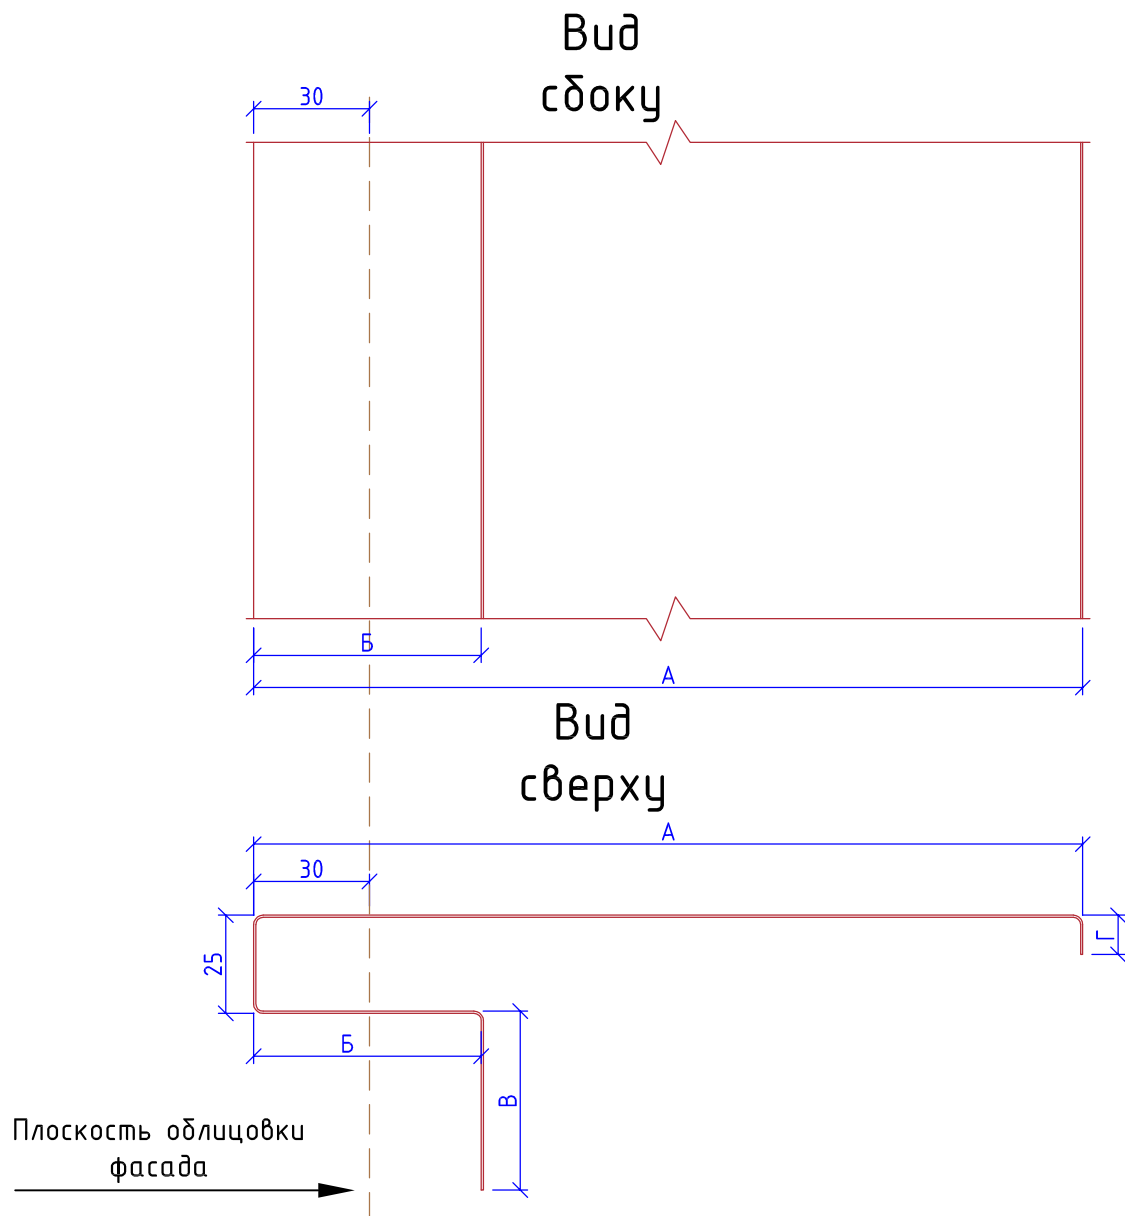 Вид
сбоку
30
Б
А
Вид
сверху
А
30
25
Г
Б
В
Плоскость облицовки
фасада